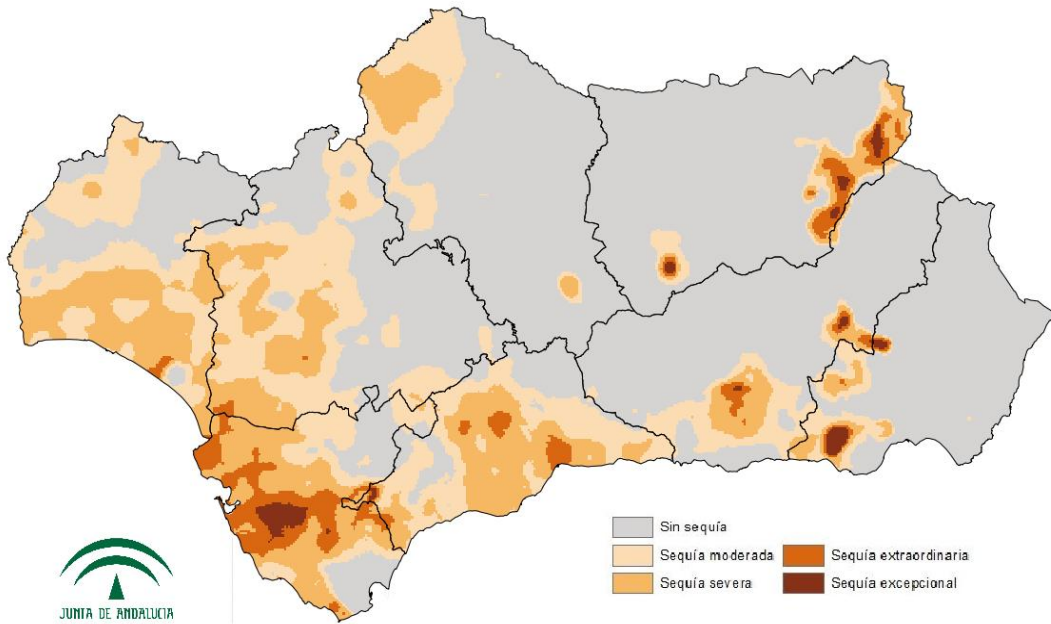 Sin sequía
Sequía moderada
Sequía severa
Sequía extraordinaria
Sequía excepcional
JUNTA DE ANDALUCIA